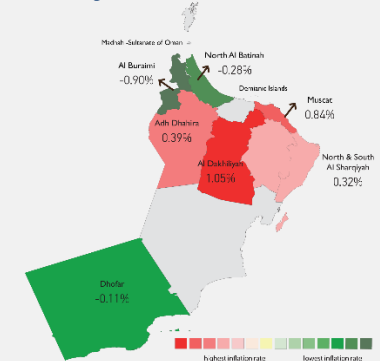 Madhah -Sultanate of Oman
North Al Batinah
-0.28%
Al Buraimi
-0.90%
Demianc Islands
Muscat
0.84%
Adh Dhahira
0.39%
Al Dakhiliyah
1.05%
North & South
Al Sharqiyah
0.32%
Dhofar
-0.11%
highest inflation rate
lowest inflation rate